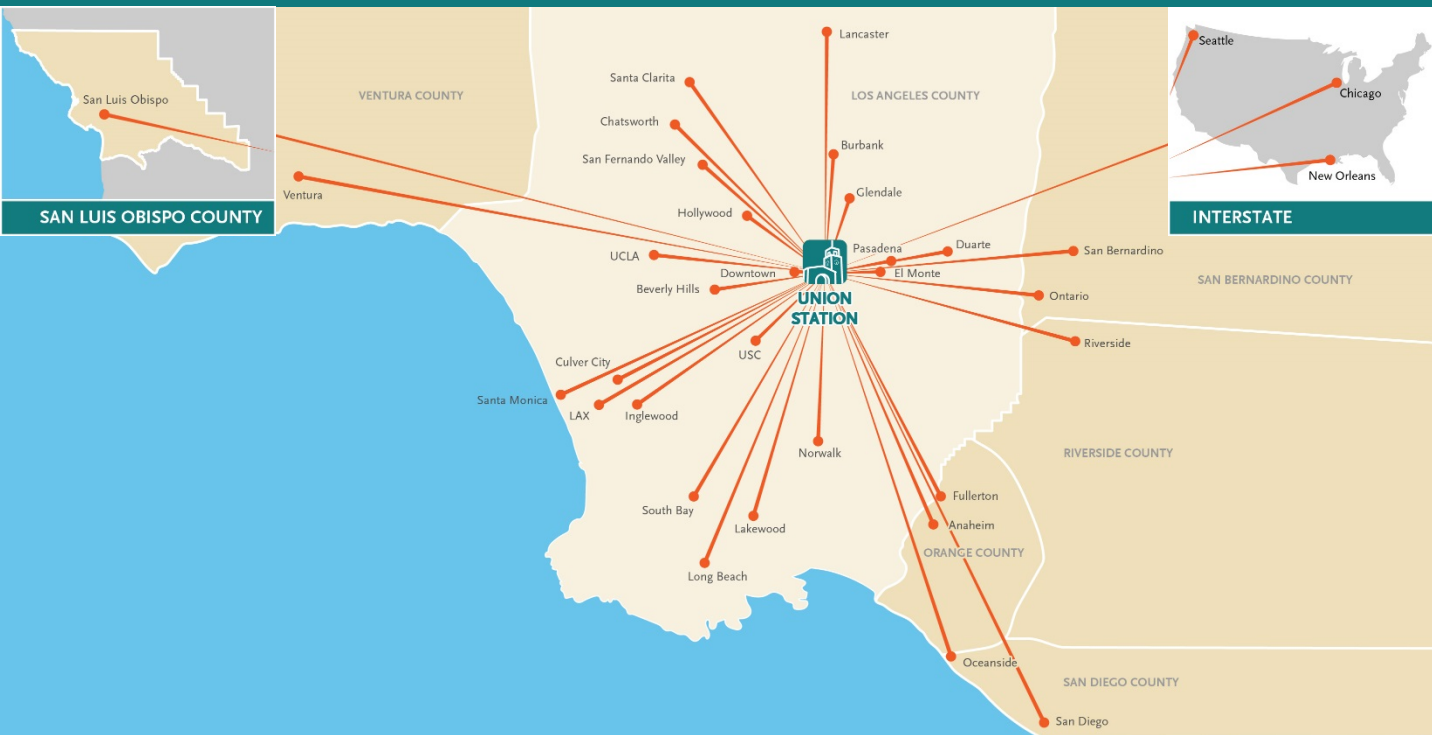 San Luis Obispo
SAN LUIS OBISPO COUNTY
VENTURA COUNTY
Ventura
Lancaster
Santa Clarita
LOS ANGELES COUNTY
Chatsworth
Burbank
San Fernando Valley
Glendale
Hollywood
UCLA
Pasadena
Duarte
Downtown
El Monte
Beverly Hills
UNION
STATION
San Bernardino
SAN BERNARDINO COUNTY
Ontario
Riverside
USC
Culver City
Santa Monica
LAX
Inglewood
Norwalk
RIVERSIDE COUNTY
South Bay
Lakewood
Long Beach
Fullerton
Anaheim
ORANGE COUNTY
Oceanside
SAN DIEGO COUNTY
San Diego
Seattle
Chicago
New Orleans
INTERSTATE